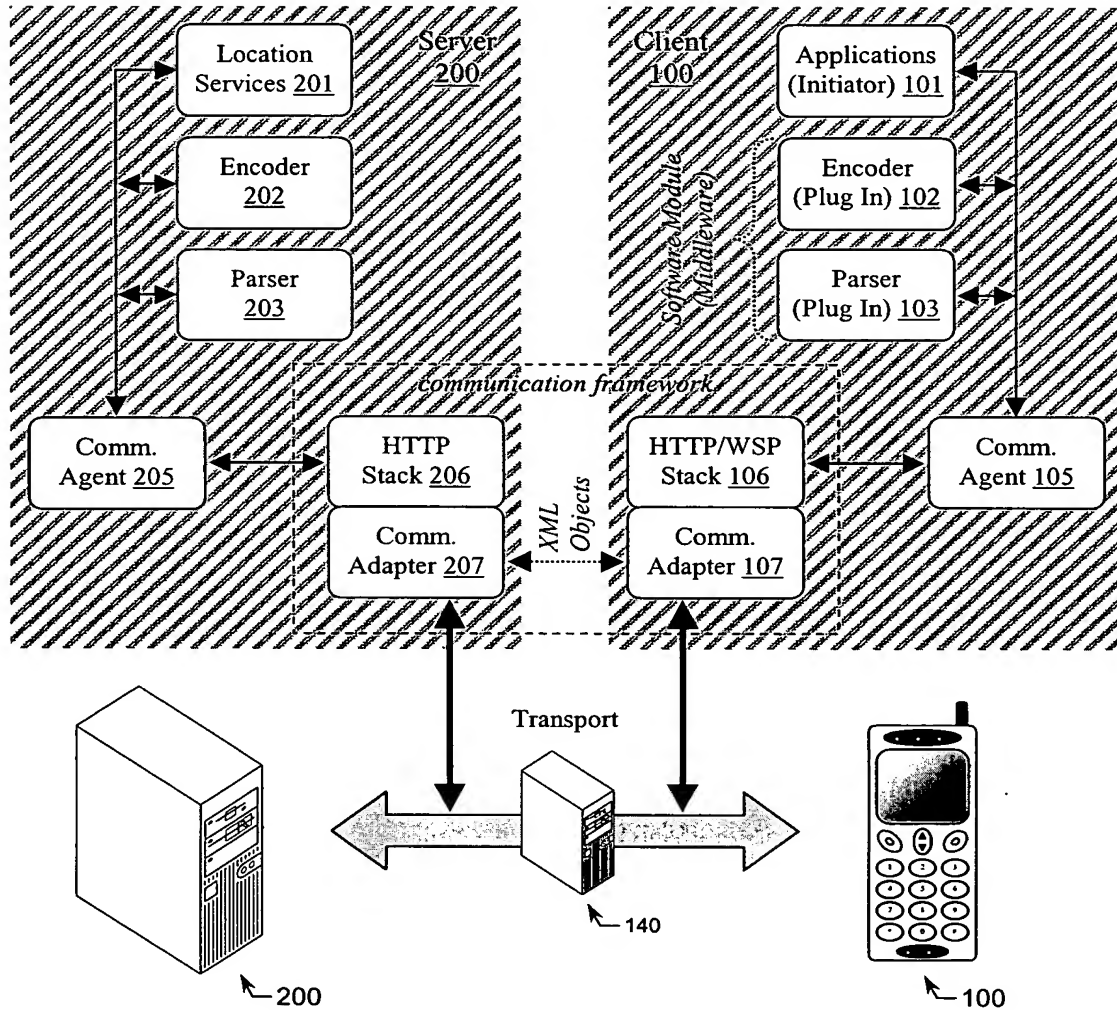 Server
200
Location
Services 201
Encoder
202
Parser
203
Client
100
Applications
(Initiator) 101
Encoder
(Plug In) 102
Parser
(Plug In) 103
Software Module
(Middleware)
communication framework
Comm.
Agent 205
HTTP
Stack 206
Comm.
Adapter 207
XML
Objects
HTTP/WSP
Stack 106
Comm.
Adapter 107
Comm.
Agent 105
Transport
140
200
100